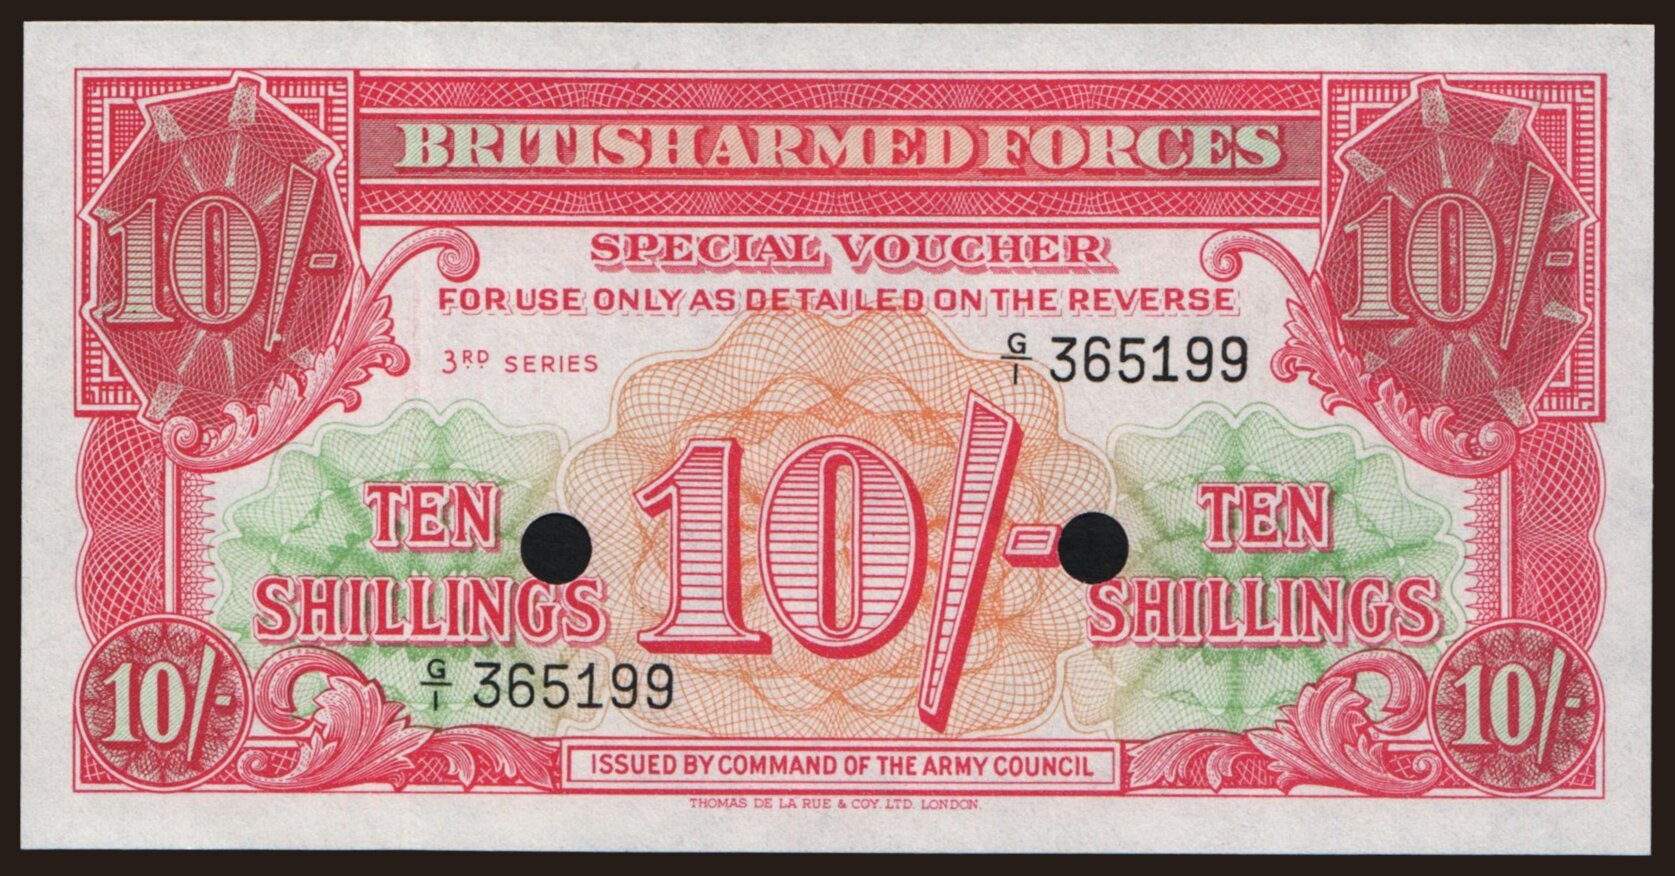 10/-
BRITISH ARMED FORCES
10/-
SPECIAL VOUCHER
FOR USE ONLY AS DETAILED ON THE REVERSE
3RD SERIES
G/1 365199
TEN SHILLINGS
10/-
TEN SHILLINGS
G/1 365199
10/-
10/-
ISSUED BY COMMAND OF THE ARMY COUNCIL
THOMAS DE LA RUE & COY. LTD. LONDON.